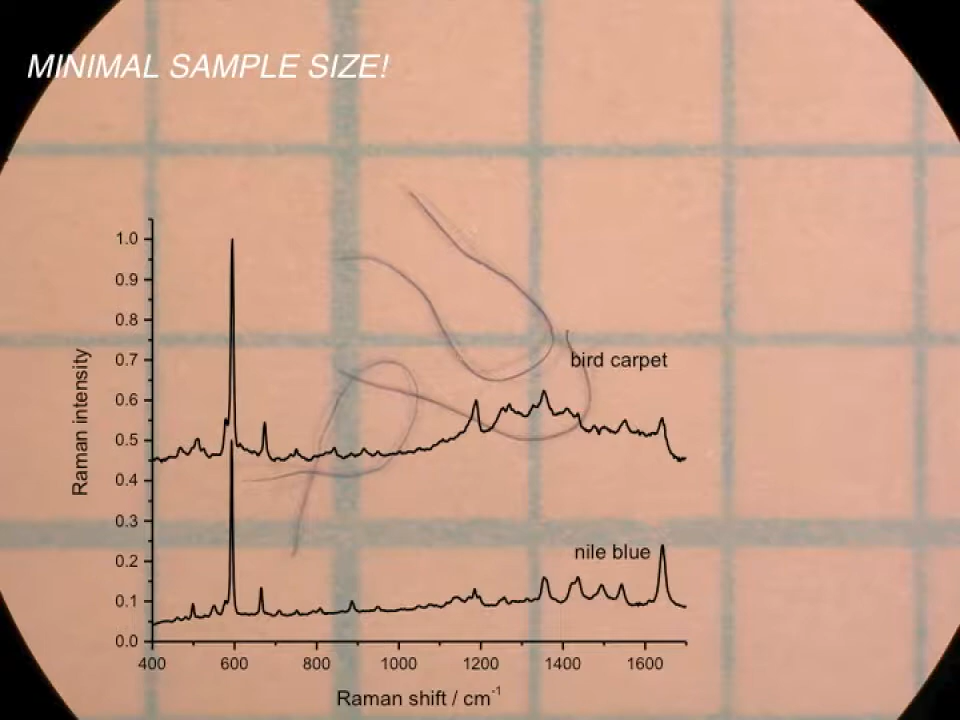 MINIMAL SAMPLE SIZE!
1.0
0.9
0.8
0.7
0.6
0.5
0.4
0.3
0.2
0.1
0.0
Raman intensity
bird carpet
nile blue
400 600 800 1000 1200 1400 1600
Raman shift / cm-1